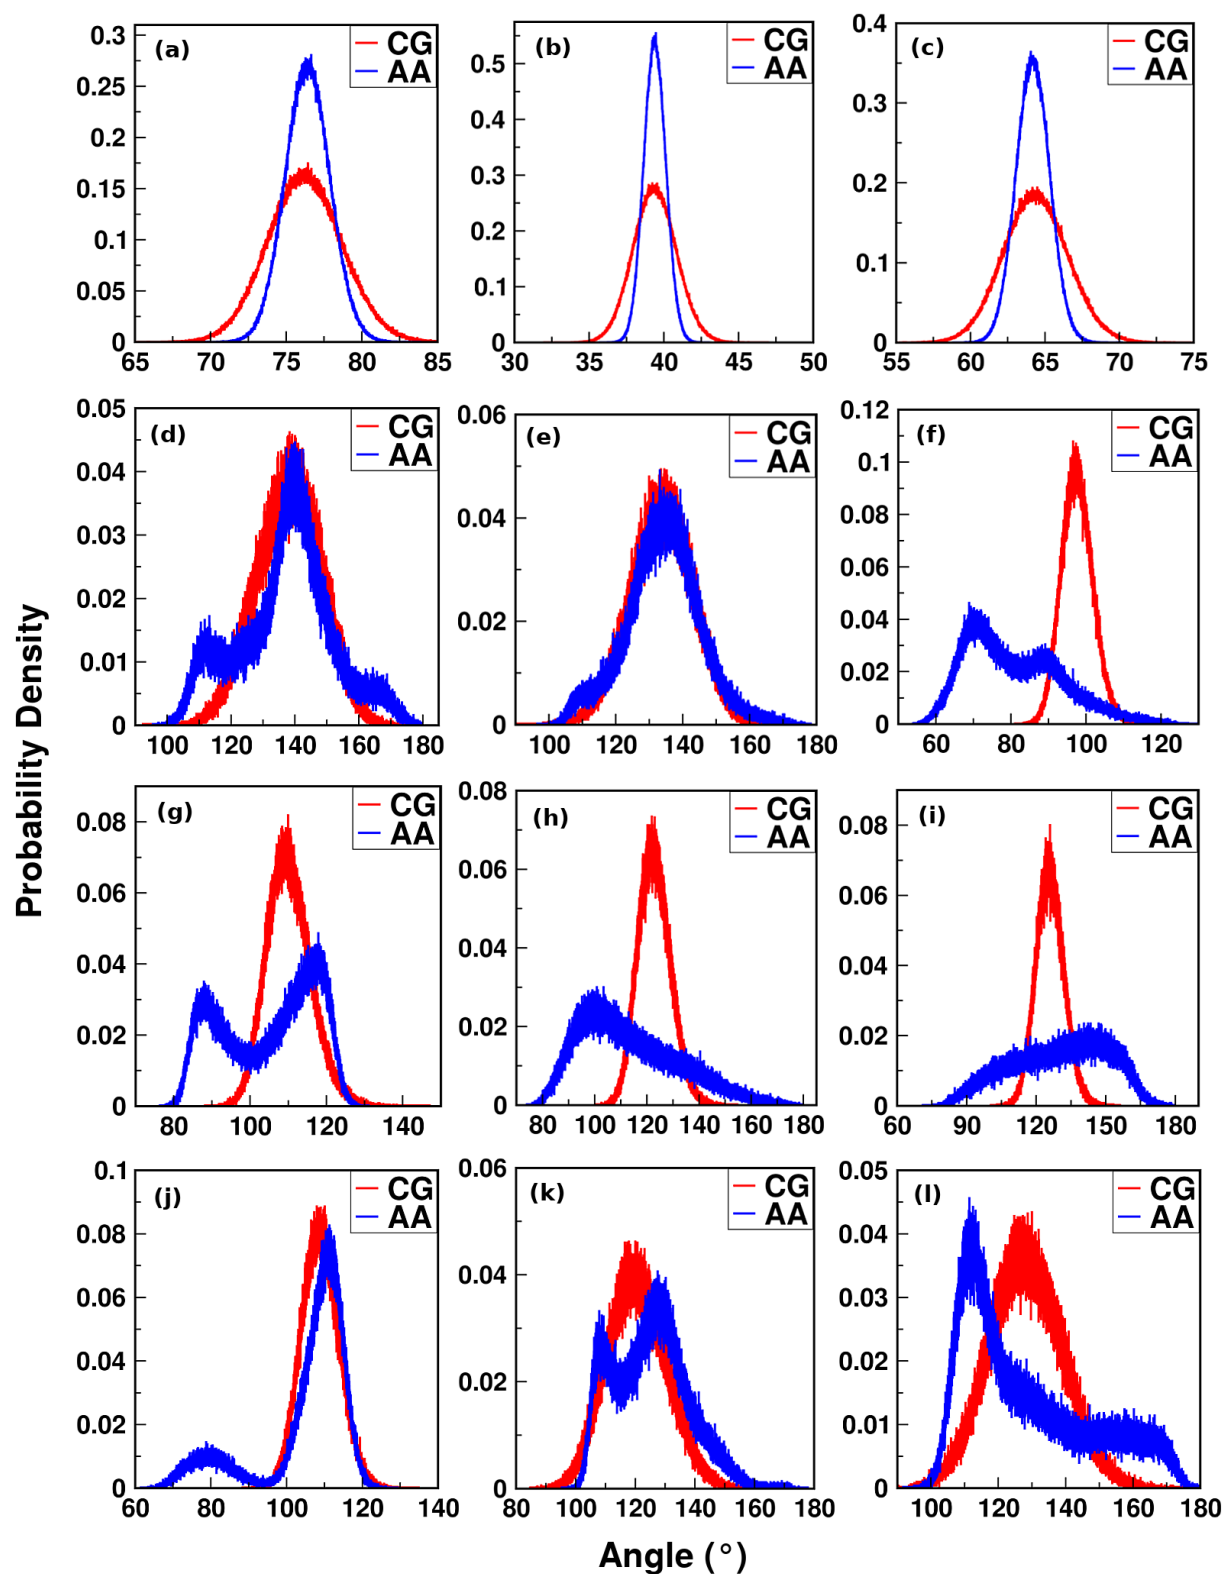 (a)
CG
AA
0.3
0.25
0.2
0.15
0.1
0.05
0
65 70 75 80 85
(b)
CG
AA
0.5
0.4
0.3
0.2
0.1
0
30 35 40 45 50
(c)
CG
AA
0.4
0.3
0.2
0.1
0
55 60 65 70 75
(d)
CG
AA
0.05
0.04
0.03
0.02
0.01
0
100 120 140 160 180
(e)
CG
AA
0.06
0.04
0.02
0
100 120 140 160 180
(f)
CG
AA
0.12
0.1
0.08
0.06
0.04
0.02
0
60 80 100 120
Probability Density
(g)
CG
AA
0.08
0.06
0.04
0.02
0
80 100 120 140
(h)
CG
AA
0.08
0.06
0.04
0.02
0
80 100 120 140 160 180
(i)
CG
AA
0.08
0.06
0.04
0.02
0
60 90 120 150 180
(j)
CG
AA
0.1
0.08
0.06
0.04
0.02
0
60 80 100 120 140
(k)
CG
AA
0.06
0.04
0.02
0
80 100 120 140 160 180
(l)
CG
AA
0.05
0.04
0.03
0.02
0.01
0
100 120 140 160 180
Angle (°)